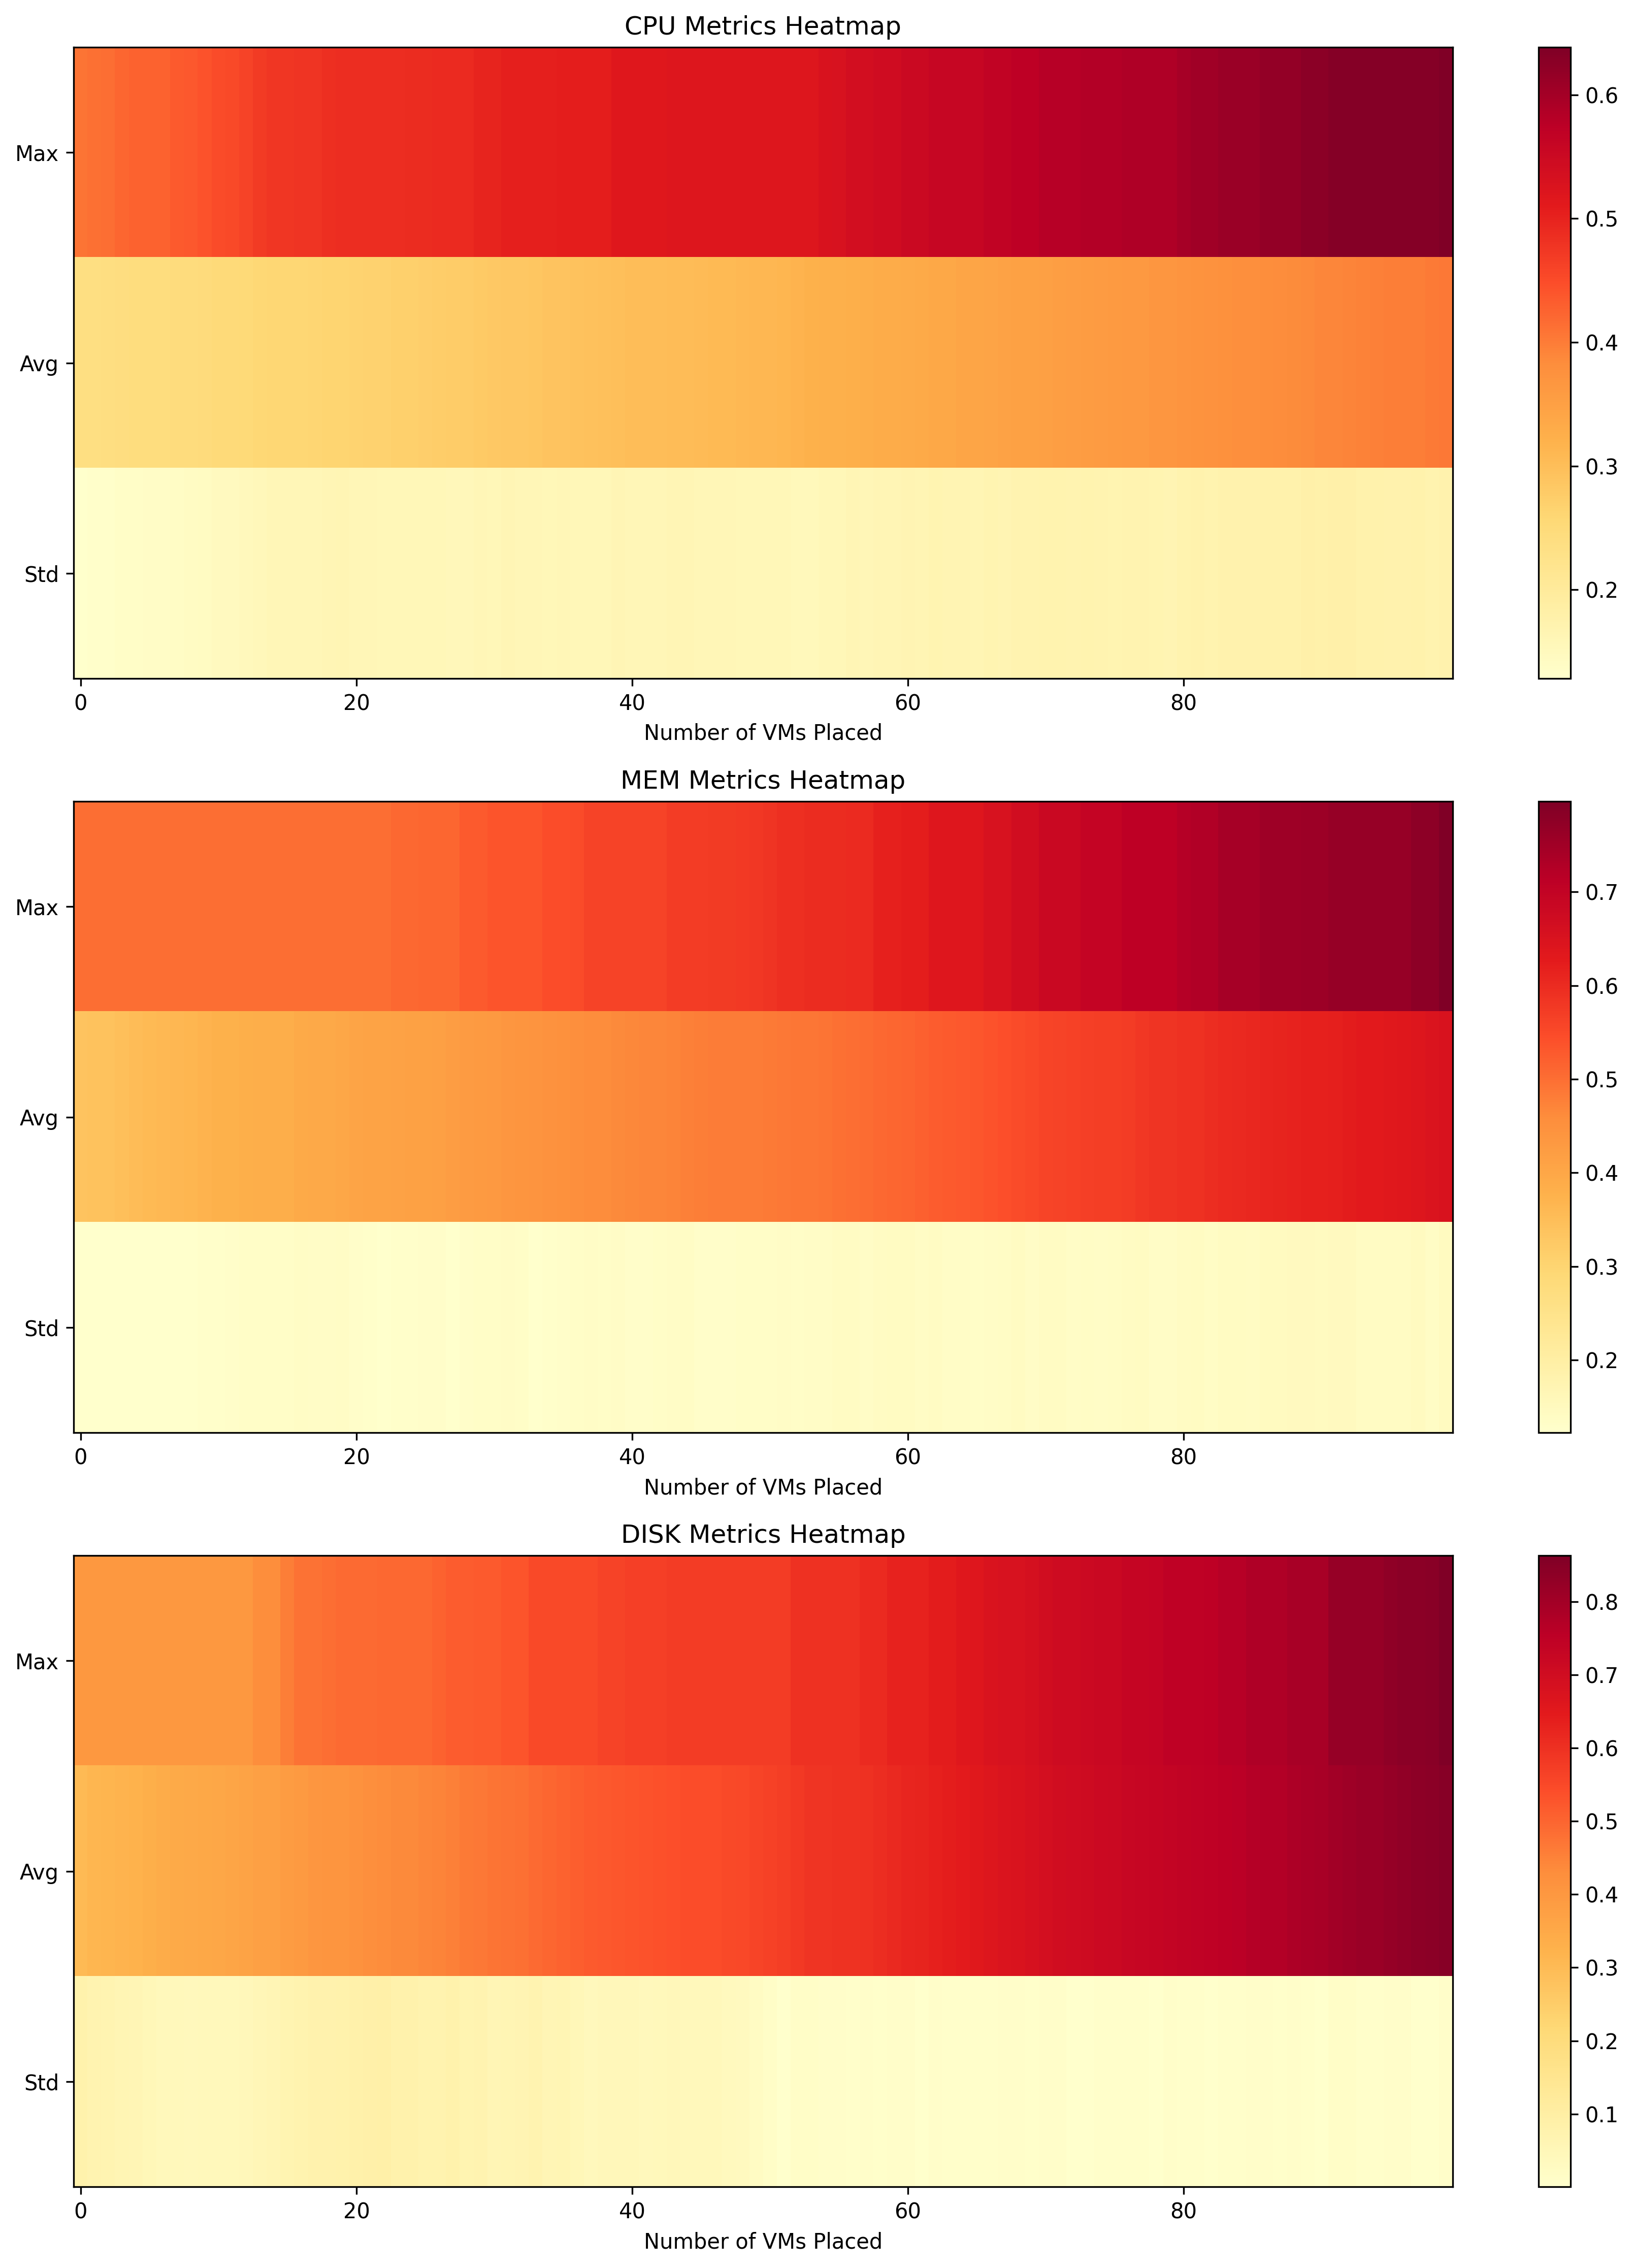 CPU Metrics Heatmap
Max
Avg
Std
0 20 40 60 80
Number of VMs Placed
0.6
0.5
0.4
0.3
0.2
MEM Metrics Heatmap
Max
Avg
Std
0 20 40 60 80
Number of VMs Placed
0.7
0.6
0.5
0.4
0.3
0.2
DISK Metrics Heatmap
Max
Avg
Std
0 20 40 60 80
Number of VMs Placed
0.8
0.7
0.6
0.5
0.4
0.3
0.2
0.1